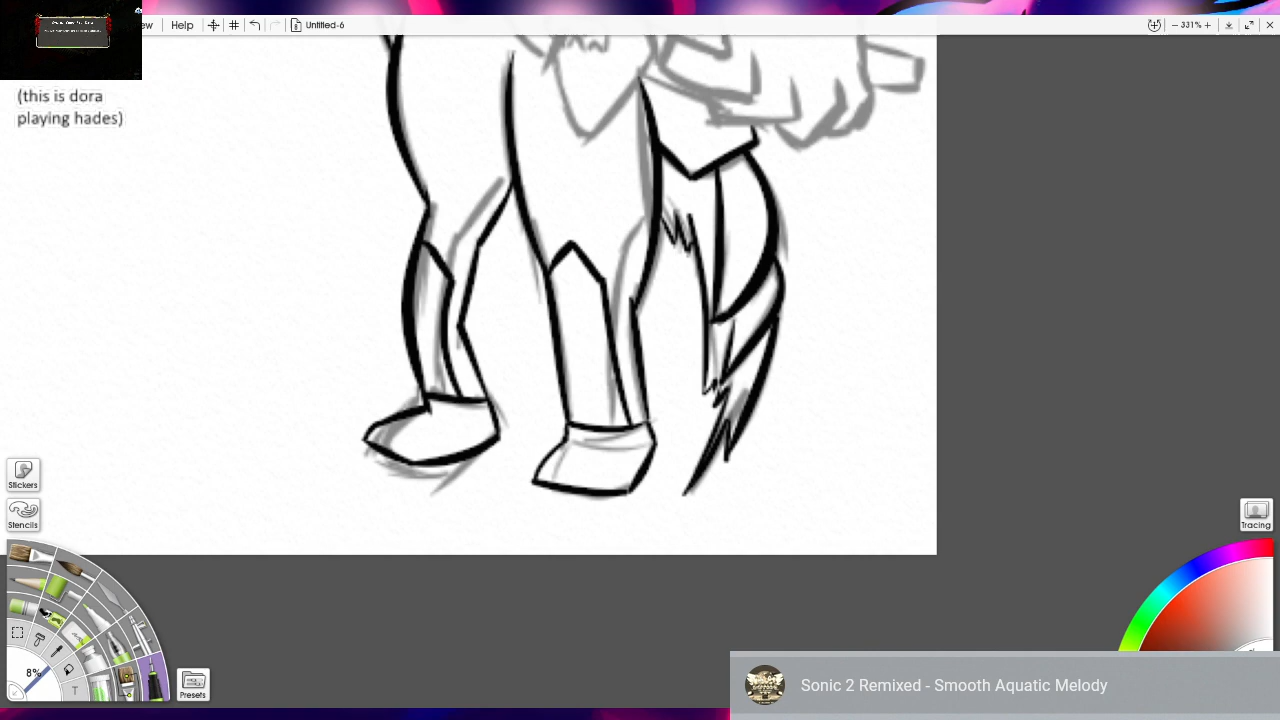 ew
Help
Untitled-6
331%
(this is dora
playing hades)
Stickers
Stencils
Tracing
8%
T
Presets
Sonic 2 Remixed - Smooth Aquatic Melody